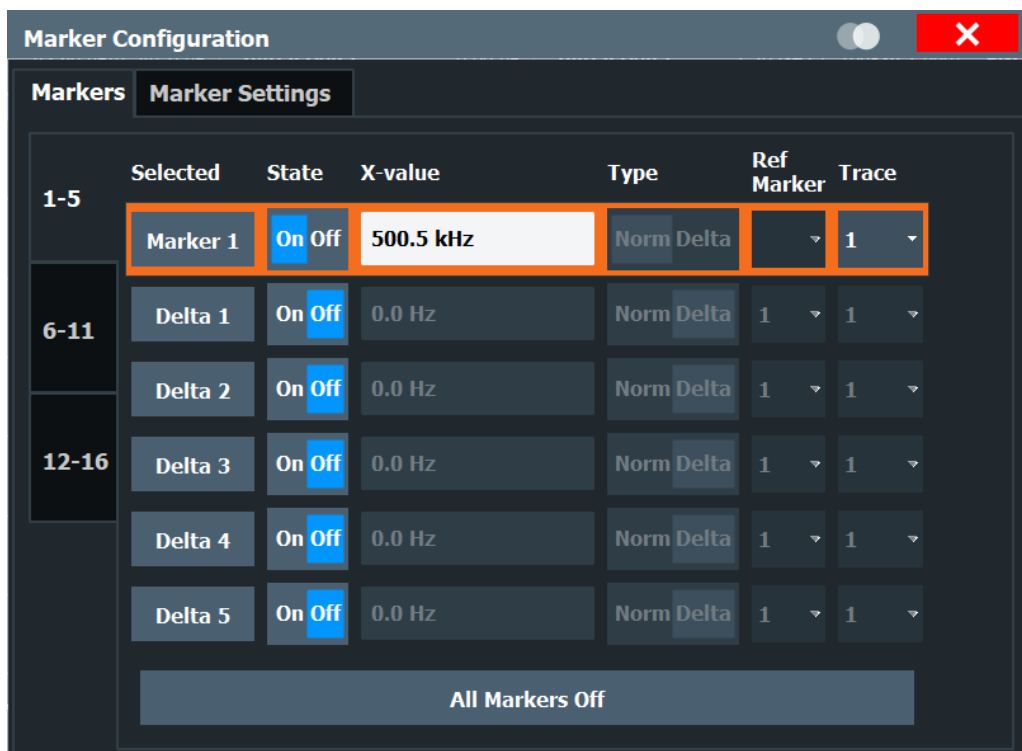 Marker Configuration
Markers Marker Settings
1-5
6-11
12-16
Selected State X-value Type Ref Marker Trace
Marker 1 On Off 500.5 kHz Norm Delta 1
Delta 1 On Off 0.0 Hz Norm Delta 1 1
Delta 2 On Off 0.0 Hz Norm Delta 1 1
Delta 3 On Off 0.0 Hz Norm Delta 1 1
Delta 4 On Off 0.0 Hz Norm Delta 1 1
Delta 5 On Off 0.0 Hz Norm Delta 1 1
All Markers Off